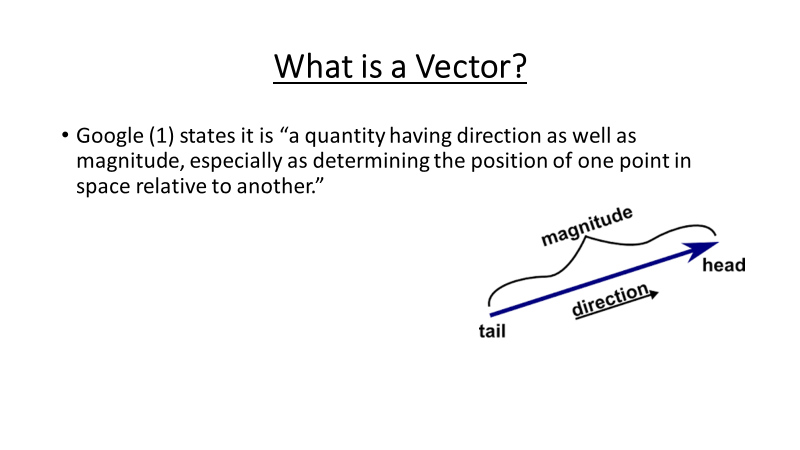 What is a Vector?
• Google (1) states it is “a quantity having direction as well as
magnitude, especially as determining the position of one point in
space relative to another.”
magnitude
head
direction
tail